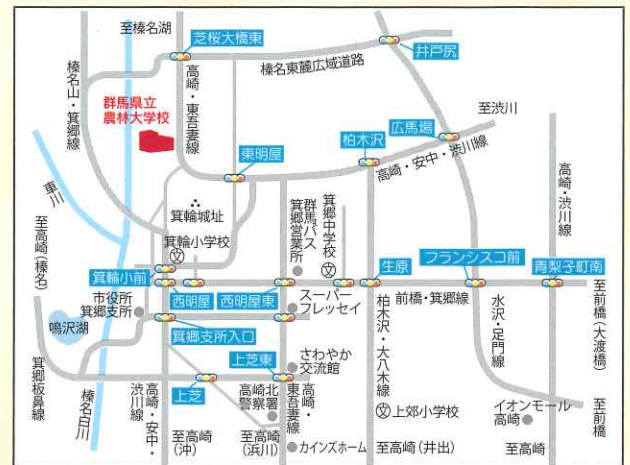 至榛名湖
芝桜大橋東
井戸尻
榛名東麓広域道路
榛名山・箕郷線
群馬県立
農林大学校
高崎・東吾妻線
至渋川
広馬場
柏木沢
東明屋
高崎・安中・渋川線
高崎・渋川線
車川
箕輪城址
箕輪小学校
文
群馬バス
箕郷営業所
箕郷中学校
文
至高崎(榛名)
箕輪小前
西明屋
西明屋東
生原
フランシスコ前
青梨子町南
市役所
箕郷支所
スーパー
フレッセイ
前橋・箕郷線
至前橋(大渡橋)
鳴沢湖
箕郷支所入口
柏木沢・大八木線
水沢・足門線
箕郷板鼻線
榛名白川
上芝東
さわやか
交流館
上芝
高崎・安中・
渋川線
高崎北
警察署
高崎・
東吾妻線
文上郊小学校
イオンモール
高崎
至前橋
至高崎
(沖)
至高崎
(浜川)
カインズホーム
至高崎(井出)
至高崎